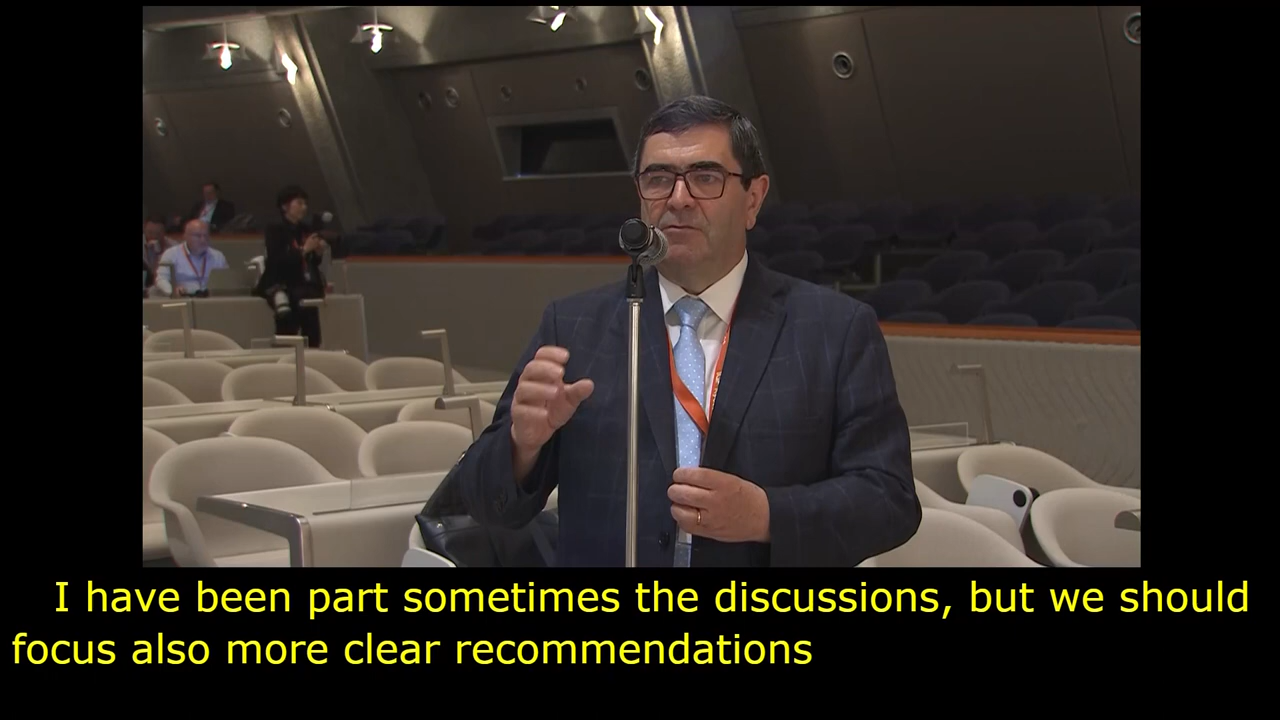 I have been part sometimes the discussions, but we should
focus also more clear recommendations